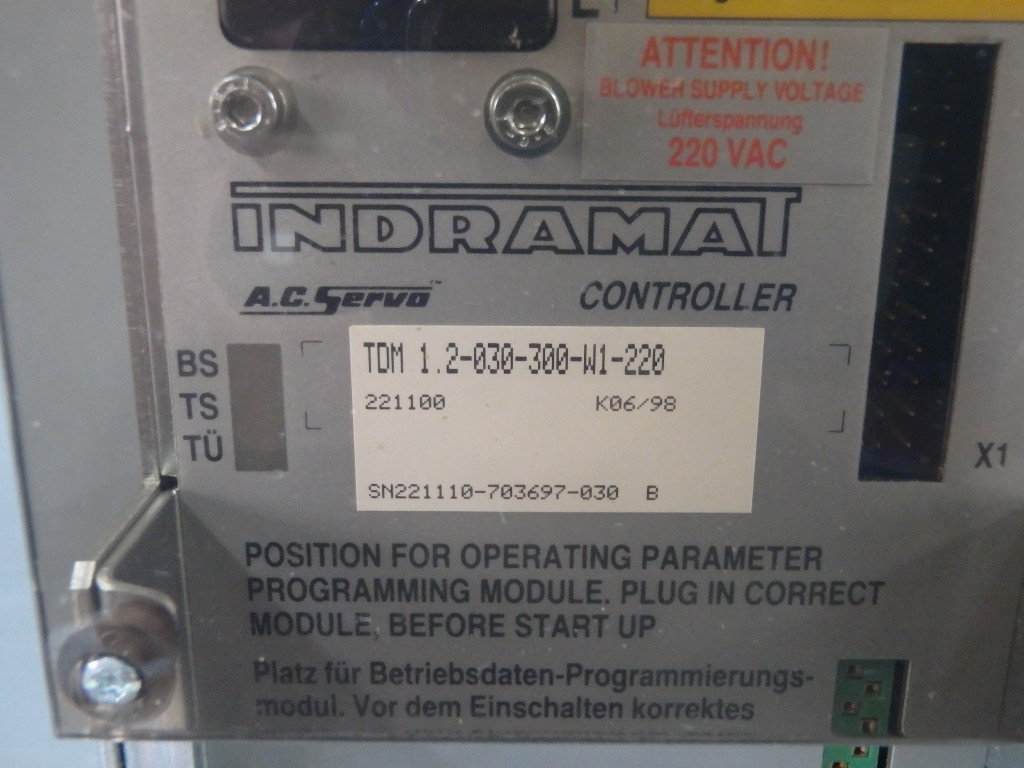 ATTENTION!
BLOWER SUPPLY VOLTAGE
Lüfterspannung
220 VAC
INDRAMAT
A.C. Servo™ CONTROLLER
BS
TS
TÜ
TDM 1.2-030-300-W1-220
221100 K06/98
SN221110-703697-030 B
X1
POSITION FOR OPERATING PARAMETER
PROGRAMMING MODULE. PLUG IN CORRECT
MODULE, BEFORE START UP
Platz für Betriebsdaten-Programmierungs-
modul. Vor dem Einschalten korrektes